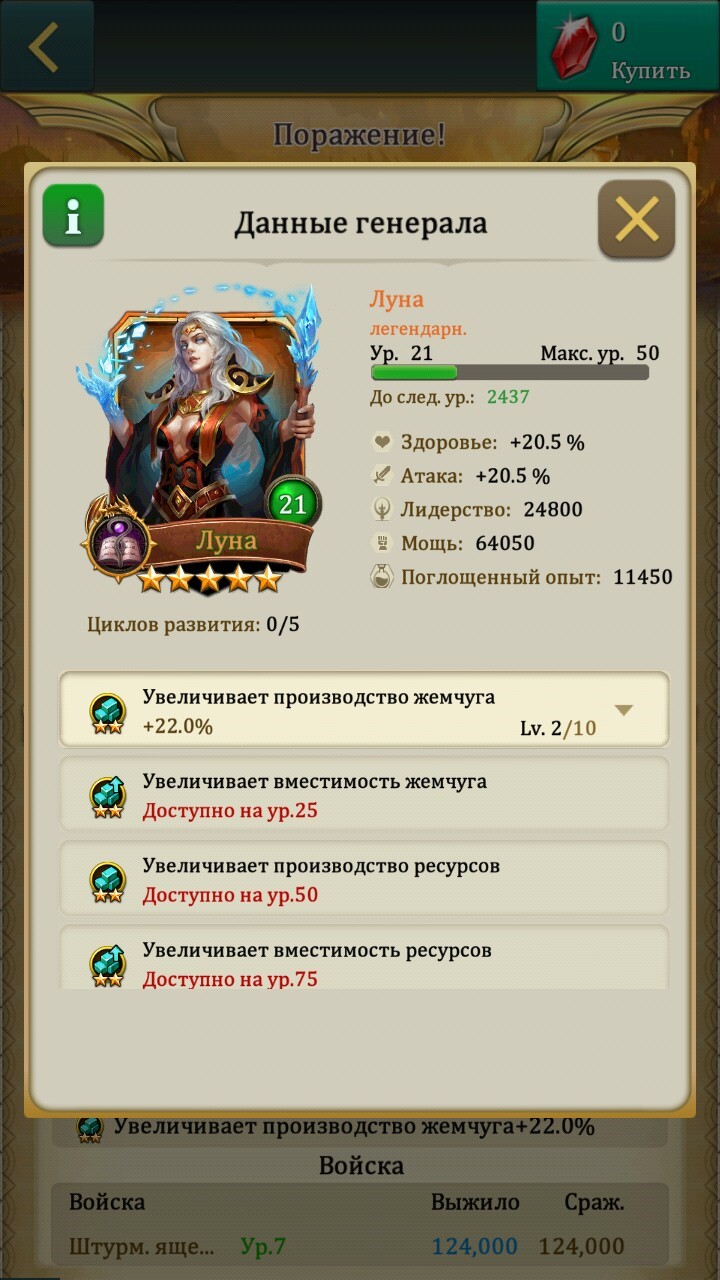 0
Купить
Поражение!
Данные генерала
Луна
легендарн.
Ур. 21 Макс. ур. 50
До след. ур.: 2437
Здоровье: +20.5 %
Атака: +20.5 %
Лидерство: 24800
Мощь: 64050
Поглощенный опыт: 11450
21
Луна
Циклов развития: 0/5
Увеличивает производство жемчуга
+22.0% Lv. 2/10
Увеличивает вместимость жемчуга
Доступно на ур.25
Увеличивает производство ресурсов
Доступно на ур.50
Увеличивает вместимость ресурсов
Доступно на ур.75
Увеличивает производство жемчуга+22.0%
Войска
Войска Выжило Сраж.
Штурм. яще... Ур.7 124,000 124,000